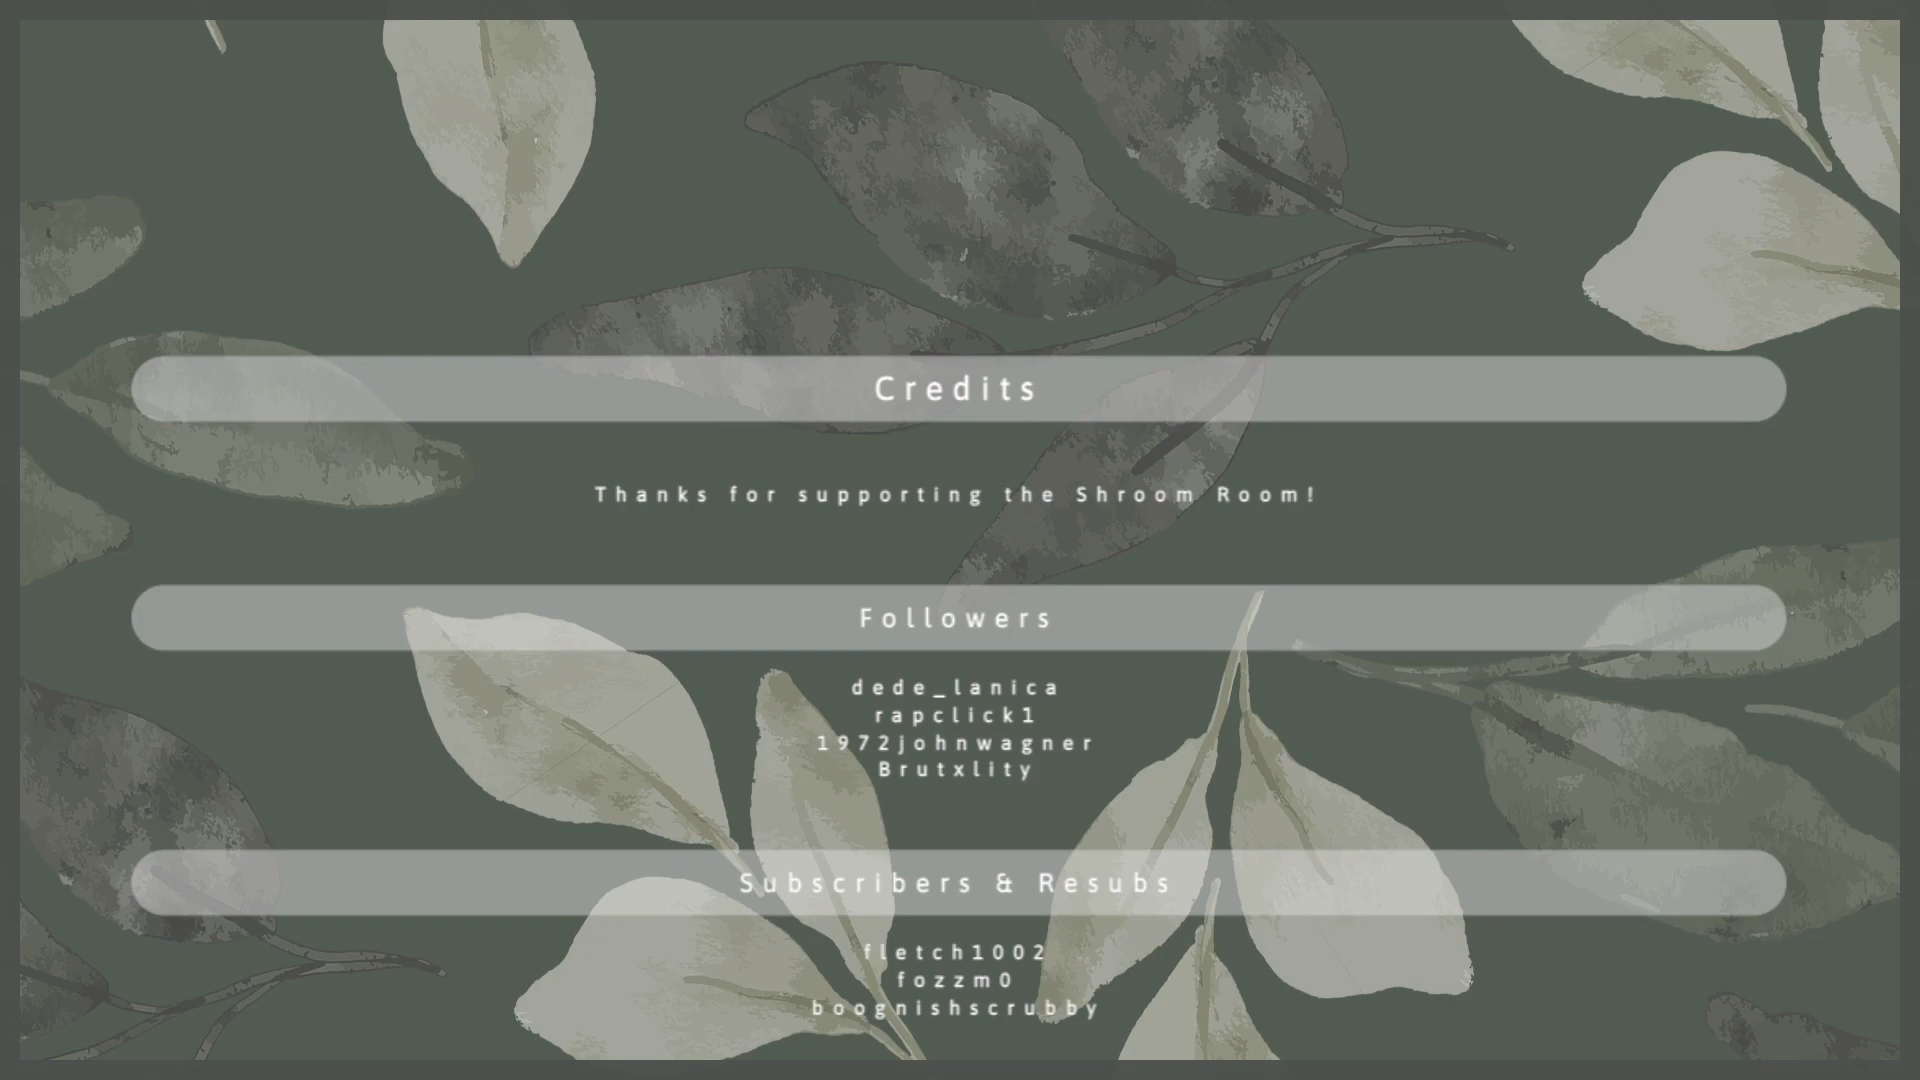 Credits
Thanks for supporting the Shroom Room!
Followers
dede_lanica
rapclick1
1972johnwagner
Brutxlity
Subscribers & Resubs
fletch1002
fozzm0
boognishscrubby